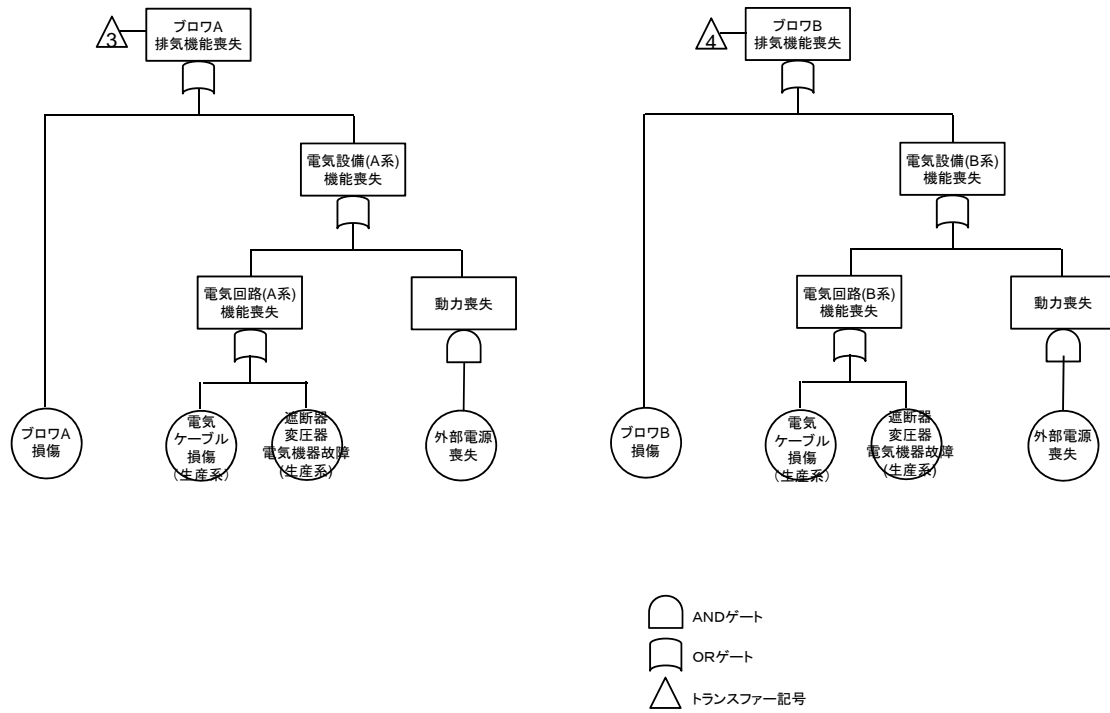 3
ブロワA
排気機能喪失
電気設備(A系)
機能喪失
電気回路(A系)
機能喪失
動力喪失
ブロワA
損傷
電気
ケーブル
損傷
(生産系)
遮断器
変圧器
電気機器故障
(生産系)
外部電源
喪失
4
ブロワB
排気機能喪失
電気設備(B系)
機能喪失
電気回路(B系)
機能喪失
動力喪失
ブロワB
損傷
電気
ケーブル
損傷
(生産系)
遮断器
変圧器
電気機器故障
(生産系)
外部電源
喪失
ANDゲート
ORゲート
トランスファー記号